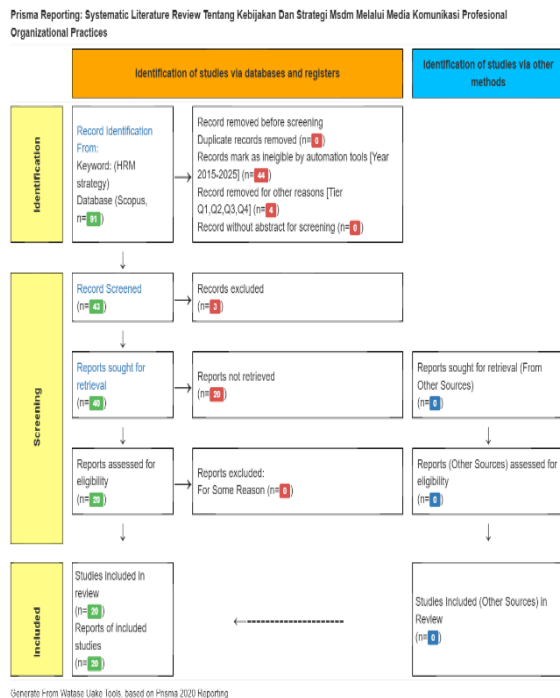 Prisma Reporting: Systematic Literature Review Tentang Kebijakan Dan Strategi Msdm Melalui Media Komunikasi Profesional
Organizational Practices
Identification of studies via databases and registers
Identification of studies via other
methods
Identification
Record Identification
From:
Keyword: (HRM
strategy)
Database (Scopus,
n=91)
Record removed before screening
Duplicate records removed (n=0)
Records mark as ineigible by automation tools [Year
2015-2025] (n=44)
Record removed for other reasons [Tier
Q1,Q2,Q3,Q4] (n=4)
Record without abstract for screening (n=0)
Screening
Record Screened
(n=43)
Records excluded
(n=3)
Reports sought for
retrieval
(n=40)
Reports not retrieved
(n=20)
Reports sought for retrieval (From
Other Sources)
(n=0)
Reports assessed for
eligibility
(n=20)
Reports excluded:
For Some Reason (n=0)
Reports (Other Sources) assessed for
eligibility
(n=0)
Included
Studies included in
review
(n=20)
Reports of included
studies
(n=20)
Studies Included (Other Sources) in
Review
(n=0)
Generate From Watase Uake Tools, based on Prisma 2020 Reporting